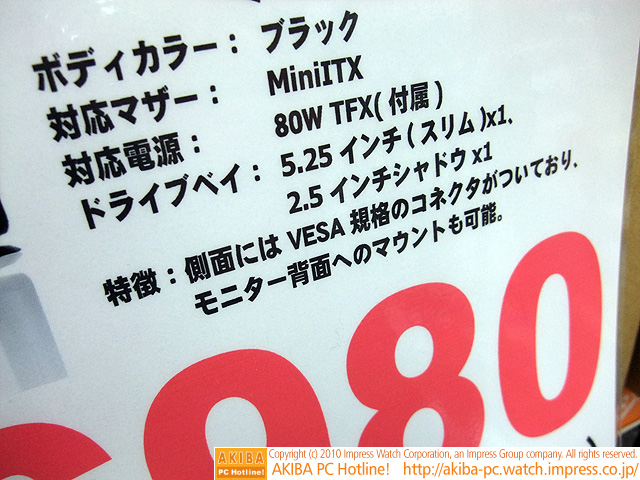 ボディカラー： ブラック
対応マザー： MiniITX
対応電源： 80W TFX(付属)
ドライブベイ： 5.25インチ(スリム)x1、
2.5インチシャドウx1
特徴：側面には VESA 規格のコネクタがついており、
モニター背面へのマウントも可能。
980
AKIBA
PC Hotline!
Copyright (c) 2010 Impress Watch Corporation, an Impress Group company. All rights reserved.
AKIBA PC Hotline! http://akiba-pc.watch.impress.co.jp/